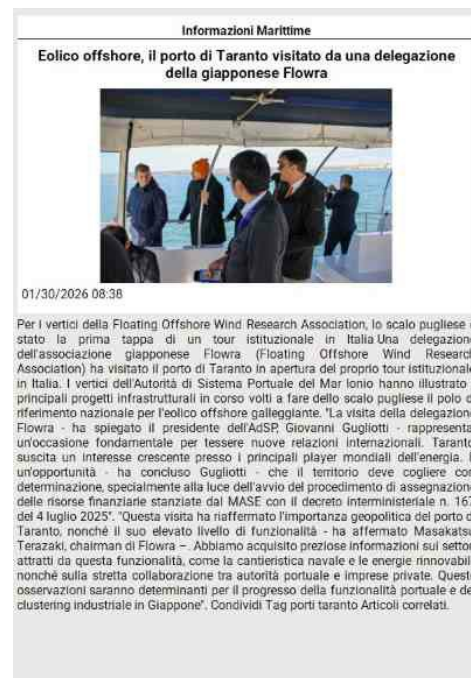 Informazioni Marittime
Eolico offshore, il porto di Taranto visitato da una delegazione
della giapponese Flowra
01/30/2026 08:38
Per i vertici della Floating Offshore Wind Research Association, lo scalo pugliese
stato la prima tappa di un tour istituzionale in Italia Una delegazione
dell'associazione giapponese Flowra (Floating Offshore Wind Research
Association) ha visitato il porto di Taranto in apertura del proprio tour istituzionale
in Italia. I vertici dell'Autorità di Sistema Portuale del Mar Ionio hanno illustrato
principali progetti infrastrutturali in corso volti a fare dello scalo pugliese il polo di
riferimento nazionale per l'eolico offshore galleggiante. "La visita della delegazione
Flowra - ha spiegato il presidente dell'AdSP, Giovanni Gugliotti - rappresenta
un'occasione fondamentale per tessere nuove relazioni internazionali. Taranto
suscita un interesse crescente presso i principali player mondiali dell'energia.
un'opportunità - ha concluso Gugliotti - che il territorio deve cogliere con
determinazione, specialmente alla luce dell'avvio del procedimento di assegnazione
delle risorse finanziarie stanziate dal MASE con il decreto interministeriale n. 167
del 4 luglio 2025". "Questa visita ha riaffermato l'importanza geopolitica del porto di
Taranto, nonché il suo elevato livello di funzionalità - ha affermato Masakatsu
Terazaki, chairman di Flowra –. Abbiamo acquisito preziose informazioni sui settori
attratti da questa funzionalità, come la cantieristica navale e le energie rinnovabili
nonché sulla stretta collaborazione tra autorità portuale e imprese private. Queste
osservazioni saranno determinanti per il progresso della funzionalità portuale e del
clustering industriale in Giappone". Condividi Tag porti taranto Articoli correlati.